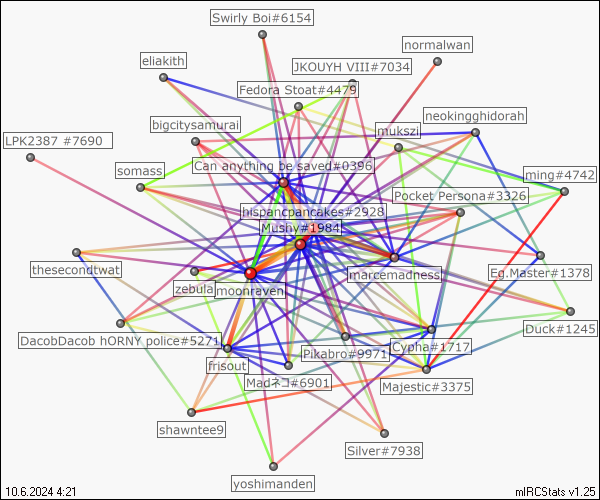 Swirly Boi#6154
normalwan
eliakith
JKOUYH VIII#7034
Fedora Stoat#4479
neokingghidorah
bigcitysamurai
mukszi
LPK2387 #7690
Can anything be saved#0396
somass
ming#4742
Pocket Persona#3326
hispancpancakes#2928
Mushy#1984
thesecondtwat
marcemadness
Eg.Master#1378
zebula
moonraven
Duck#1245
DacobDacob hORNY police#5271
Cypha#1717
Pikabro#9971
frisout
Madネコ#6901
Majestic#3375
shawntee9
Silver#7938
yoshimanden
10.6.2024 4:21
mIRCStats v1.25